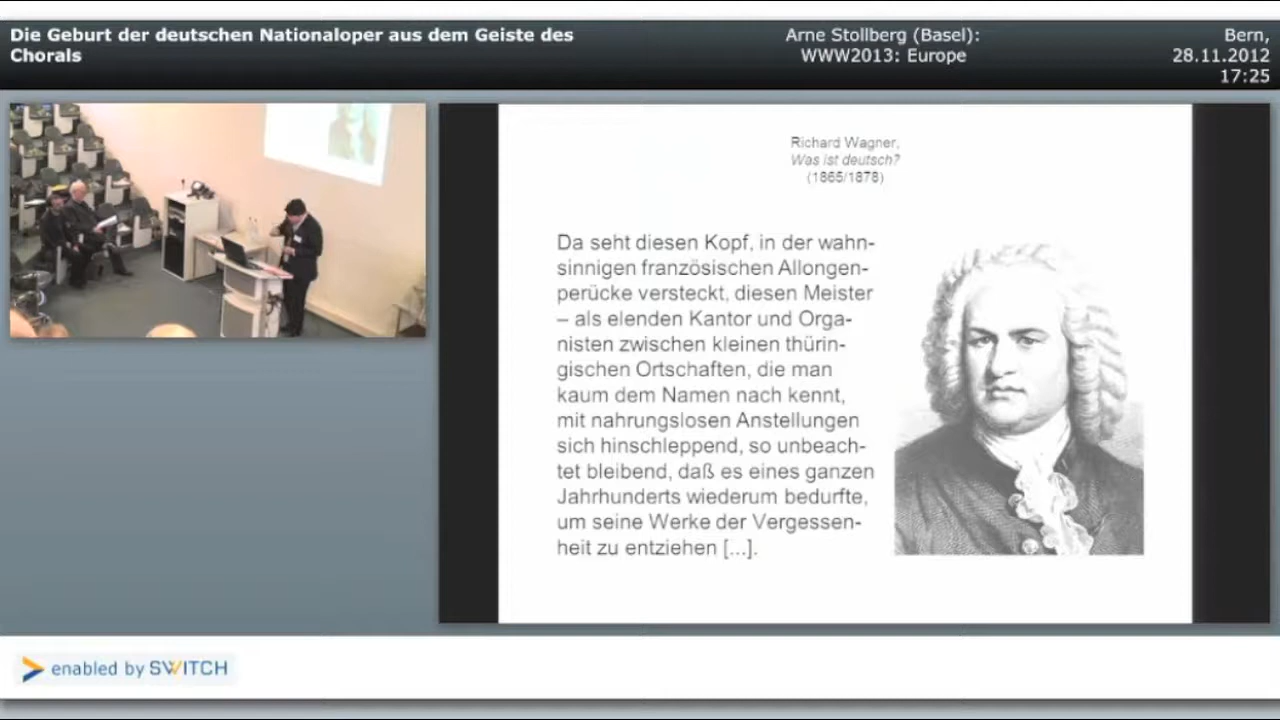 Die Geburt der deutschen Nationaloper aus dem Geiste des
Chorals
Arne Stollberg (Basel):
WWW2013: Europe
Bern,
28.11.2012
17:25
Richard Wagner,
Was ist deutsch?
(1865/1878)
Da seht diesen Kopf, in der wahn-
sinnigen französischen Allongen-
perücke versteckt, diesen Meister
– als elenden Kantor und Orga-
nisten zwischen kleinen thürin-
gischen Ortschaften, die man
kaum dem Namen nach kennt,
mit nahrungslosen Anstellungen
sich hinschleppend, so unbeach-
tet bleibend, daß es eines ganzen
Jahrhunderts wiederum bedurfte,
um seine Werke der Vergessen-
heit zu entziehen [...].
enabled by SWITCH